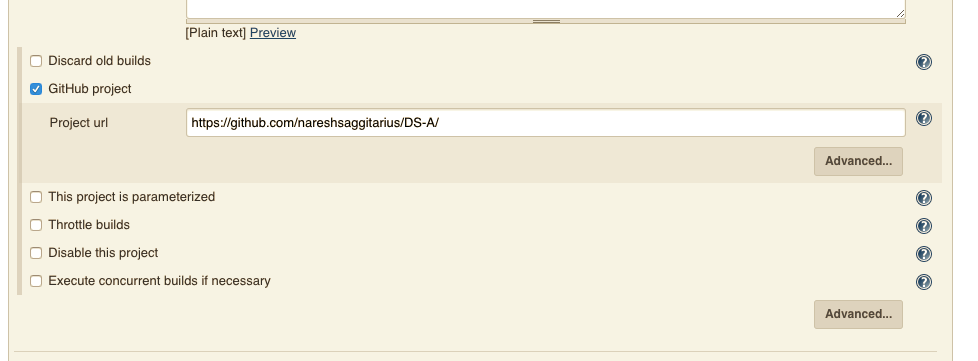 [Plain text] Preview
Discard old builds
GitHub project
Project url
https://github.com/nareshsaggitarius/DS-A/
Advanced...
This project is parameterized
Throttle builds
Disable this project
Execute concurrent builds if necessary
Advanced...